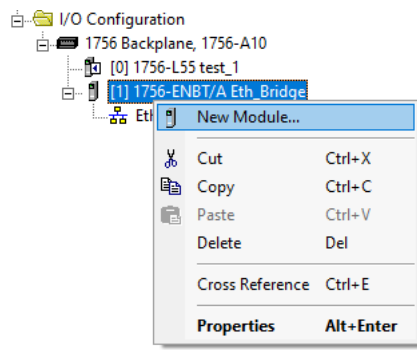 I/O Configuration
1756 Backplane, 1756-A10
[0] 1756-L55 test_1
[1] 1756-ENBT/A Eth_Bridge
New Module...
Cut Ctrl+X
Copy Ctrl+C
Paste Ctrl+V
Delete Del
Cross Reference Ctrl+E
Properties Alt+Enter